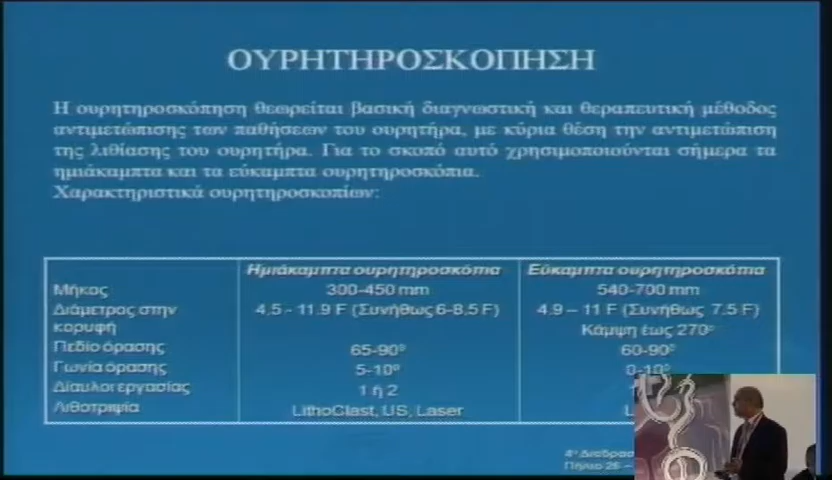 ΟΥΡΗΤΗΡΟΣΚΟΠΗΣΗ
Η ουρητηροσκόπηση θεωρείται βασική διαγνωστική και θεραπευτική μέθοδος
αντιμετώπισης των παθήσεων του ουρητήρα, με κύρια θέση την αντιμετώπιση
της λιθίασης του ουρητήρα. Για το σκοπό αυτό χρησιμοποιούνται σήμερα τα
ημιάκαμπτα και τα εύκαμπτα ουρητηροσκόπια.
Χαρακτηριστικά ουρητηροσκοπίων:
Ημιάκαμπτα ουρητηροσκόπια Εύκαμπτα ουρητηροσκόπια
Μήκος 300-450 mm 540-700 mm
Διάμετρος στην 4.5 - 11.9 F (Συνήθως 6-8.5 F) 4.9 – 11 F (Συνήθως 7.5 F)
κορυφή Κάμψη έως 270°
Πεδίο όρασης 65-90° 60-90°
Γωνία όρασης 5-10° 0-10°
Δίαυλοι εργασίας 1 ή 2
Λιθοτριψία LithoClast, US, Laser
Πήλιο 26 –